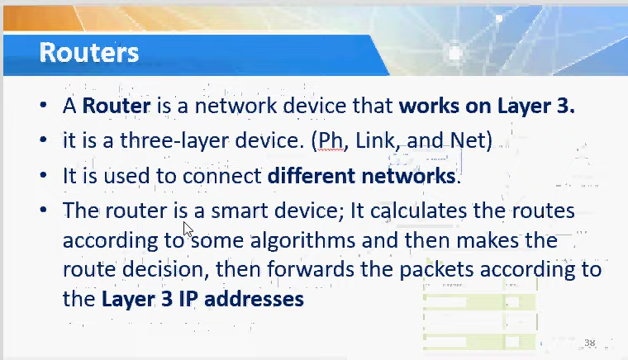 Routers
• A Router is a network device that works on Layer 3.
• it is a three-layer device. (Ph, Link, and Net)
• It is used to connect different networks.
• The router is a smart device; It calculates the routes
according to some algorithms and then makes the
route decision, then forwards the packets according to
the Layer 3 IP addresses
38